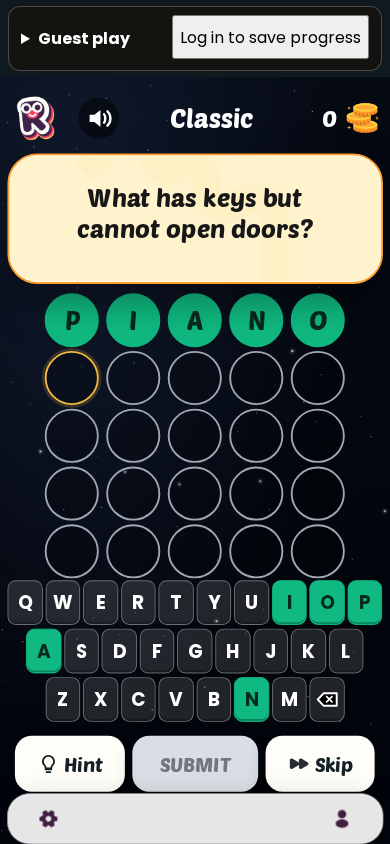 Guest play
Log in to save progress
Classic
0
What has keys but
cannot open doors?
P I A N O
Q W E R T Y U I O P
A S D F G H J K L
Z X C V B N M
Hint
SUBMIT
Skip